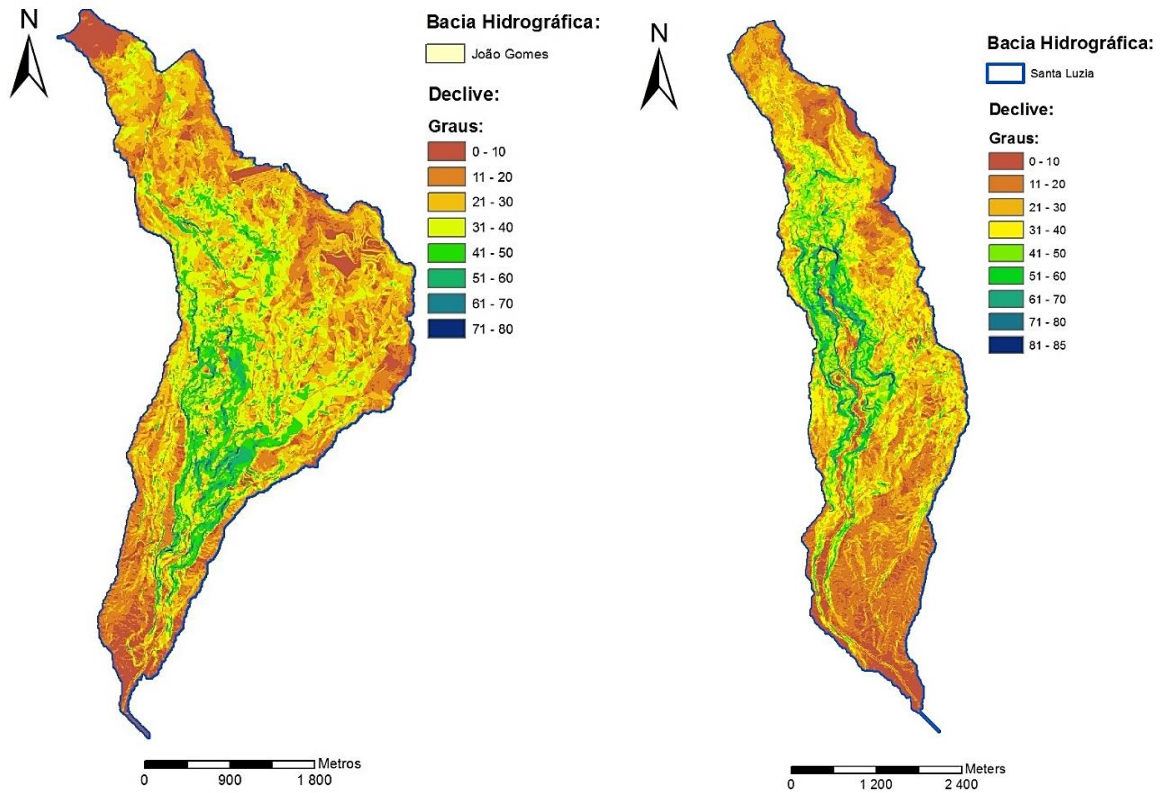 N
Bacia Hidrográfica:
João Gomes
Declive:
Graus:
0 - 10
11 - 20
21 - 30
31 - 40
41 - 50
51 - 60
61 - 70
71 - 80
Metros
0 900 1 800
N
Bacia Hidrográfica:
Santa Luzia
Declive:
Graus:
0 - 10
11 - 20
21 - 30
31 - 40
41 - 50
51 - 60
61 - 70
71 - 80
81 - 85
Meters
0 1 200 2 400